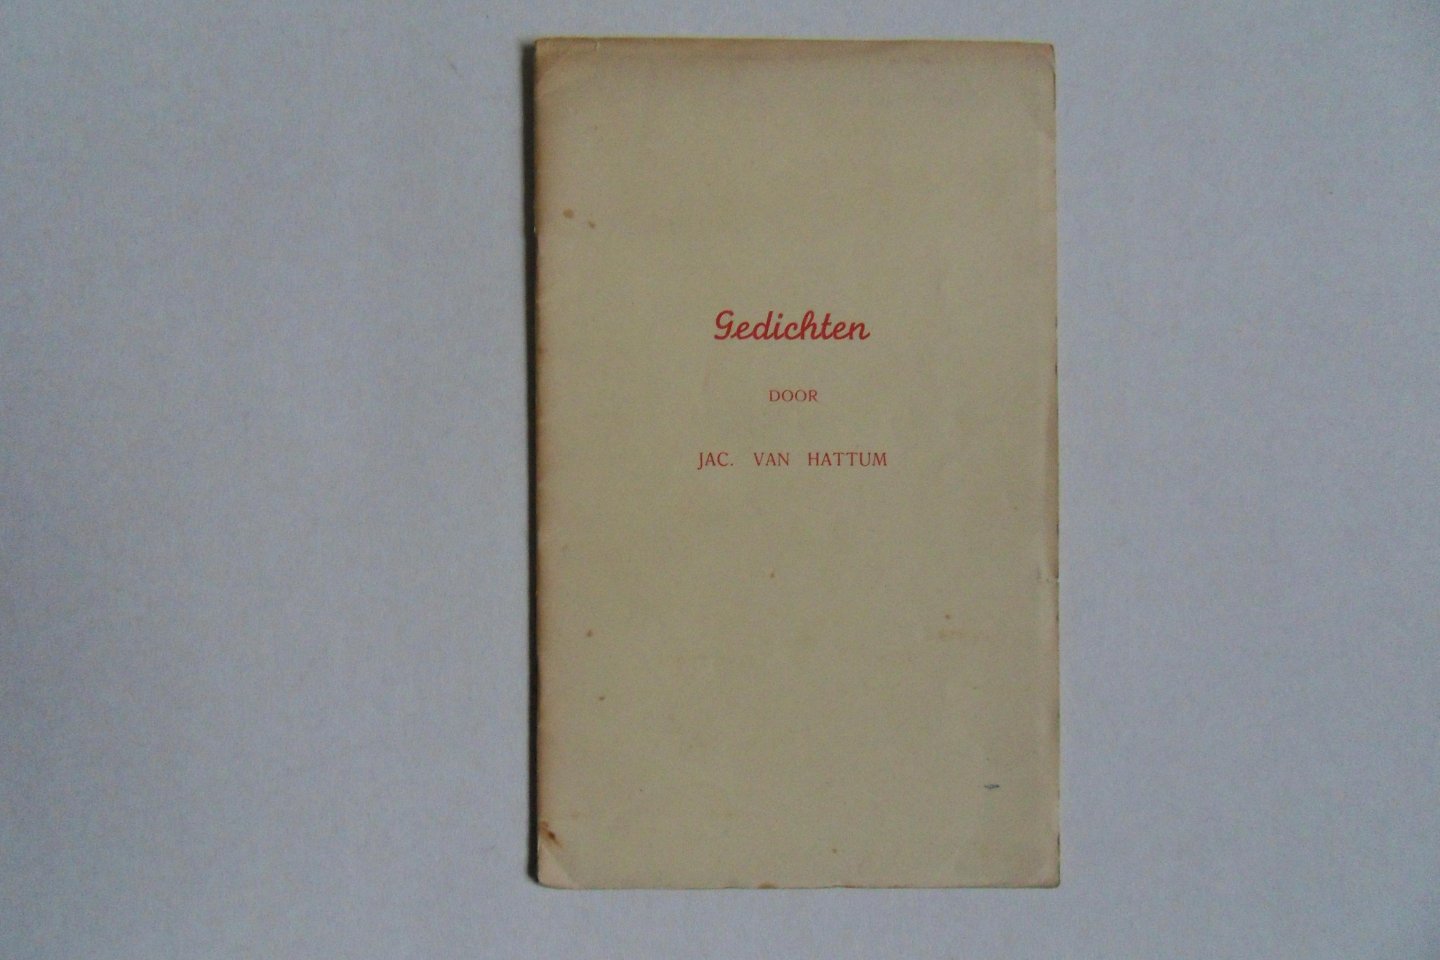 Gedichten
DOOR
JAC. VAN HATTUM